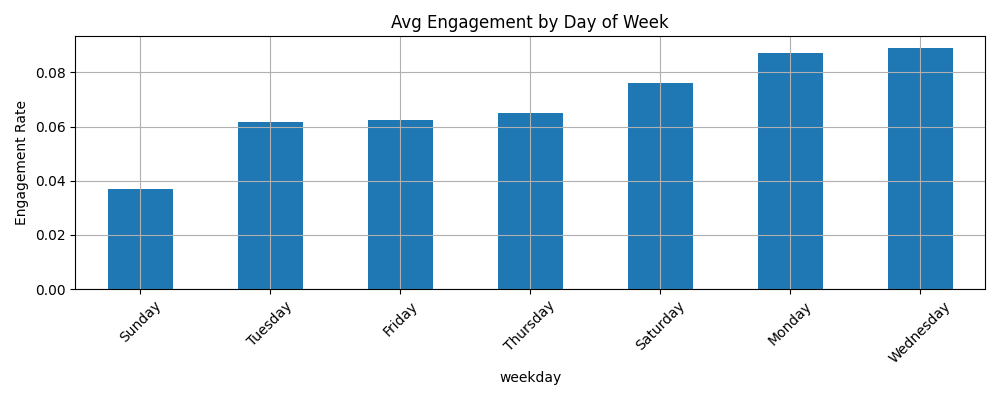 Avg Engagement by Day of Week
Engagement Rate
0.08
0.06
0.04
0.02
0.00
Sunday
Tuesday
Friday
Thursday
Saturday
Monday
Wednesday
weekday